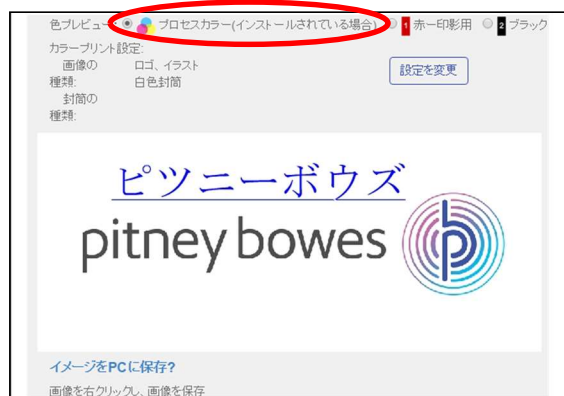 色プレビュー: プロセスカラー(インストールされている場合) 1 赤ー印影用 2 ブラック
カラープリント設定:
画像の ロゴ、イラスト
種類: 白色封筒
封筒の
種類:
設定を変更
ピツニーボウズ
pitney bowes
イメージをPCに保存?
画像を右クリックし、画像を保存